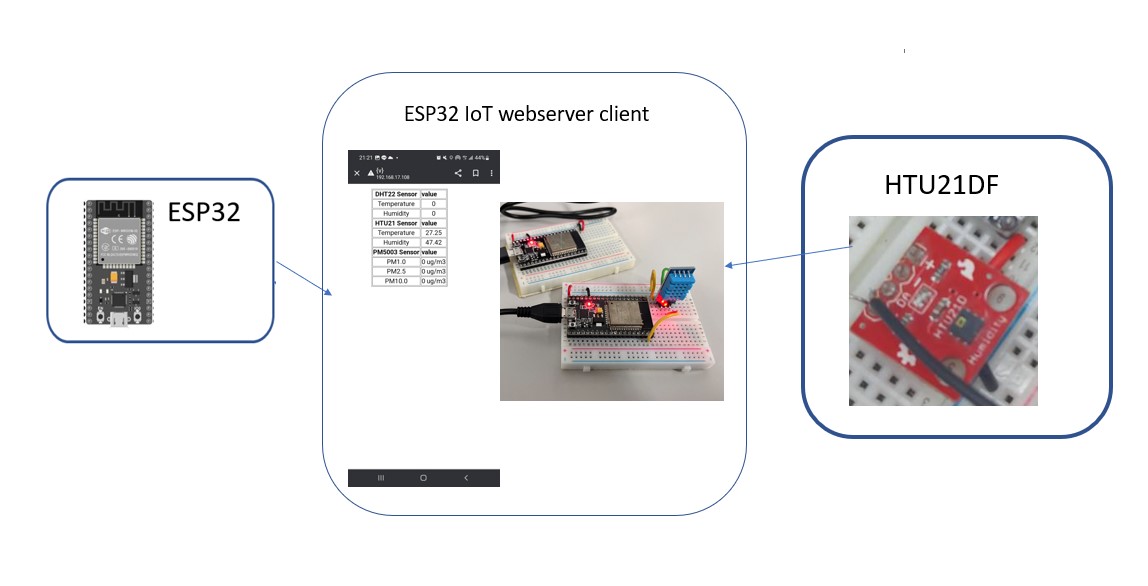 ESP32 IoT webserver client
ESP32
HTU21DF
21:21
44%
192.168.17.108
DHT22 Sensor value
Temperature 0
Humidity 0
HTU21 Sensor value
Temperature 27.25
Humidity 47.42
PM5003 Sensor value
PM1.0 0 ug/m3
PM2.5 0 ug/m3
PM10.0 0 ug/m3
HTU21D
Humidity